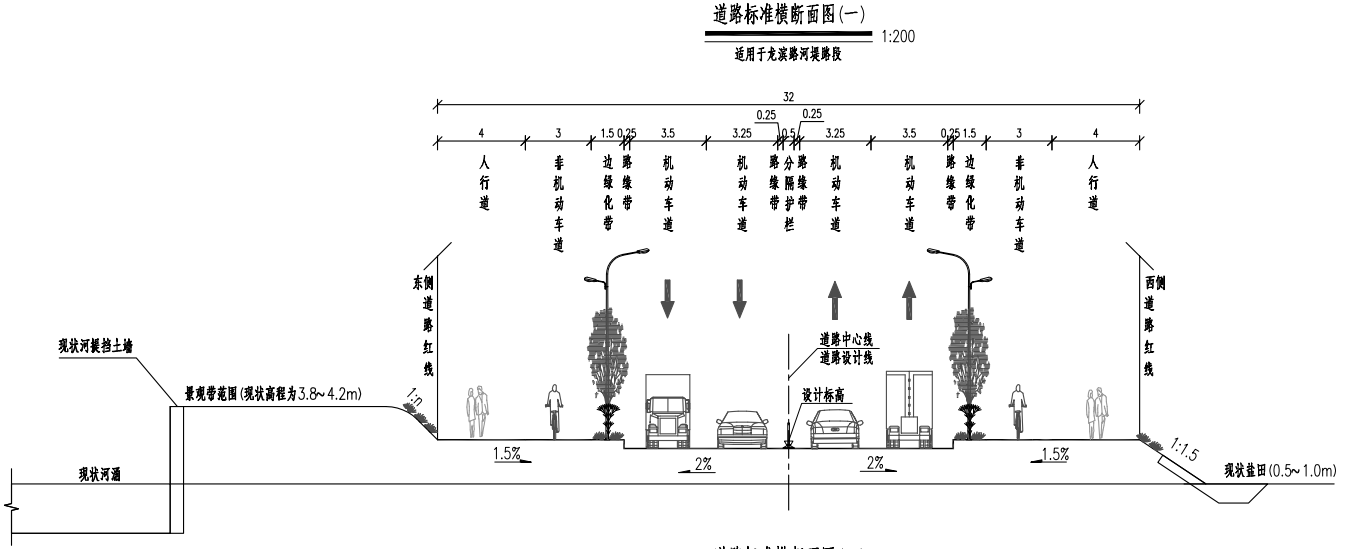 道路标准横断面图(一)
1:200
适用于龙滨路河堤路段
32
0.25
0.25
4
3
1.5
0.25
3.5
3.25
0.5
3.25
3.5
0.25
1.5
3
4
人行道
非机动车道
边绿化带
路缘带
机动车道
机动车道
路缘带
分隔护栏
路缘带
机动车道
机动车道
路缘带
边绿化带
非机动车道
人行道
东侧道路红线
西侧道路红线
道路中心线
道路设计线
现状河堤挡土墙
景观带范围(现状高程为3.8~4.2m)
1:n
设计标高
1.5%
2%
2%
1.5%
1:1.5
现状河涌
现状盐田(0.5~1.0m)